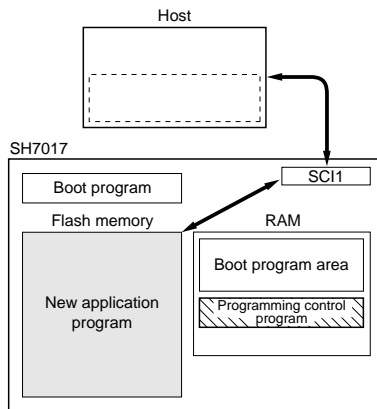 Host
SH7017
SCI1
Boot program
Flash memory
RAM
Boot program area
New application
program
Programming control
program